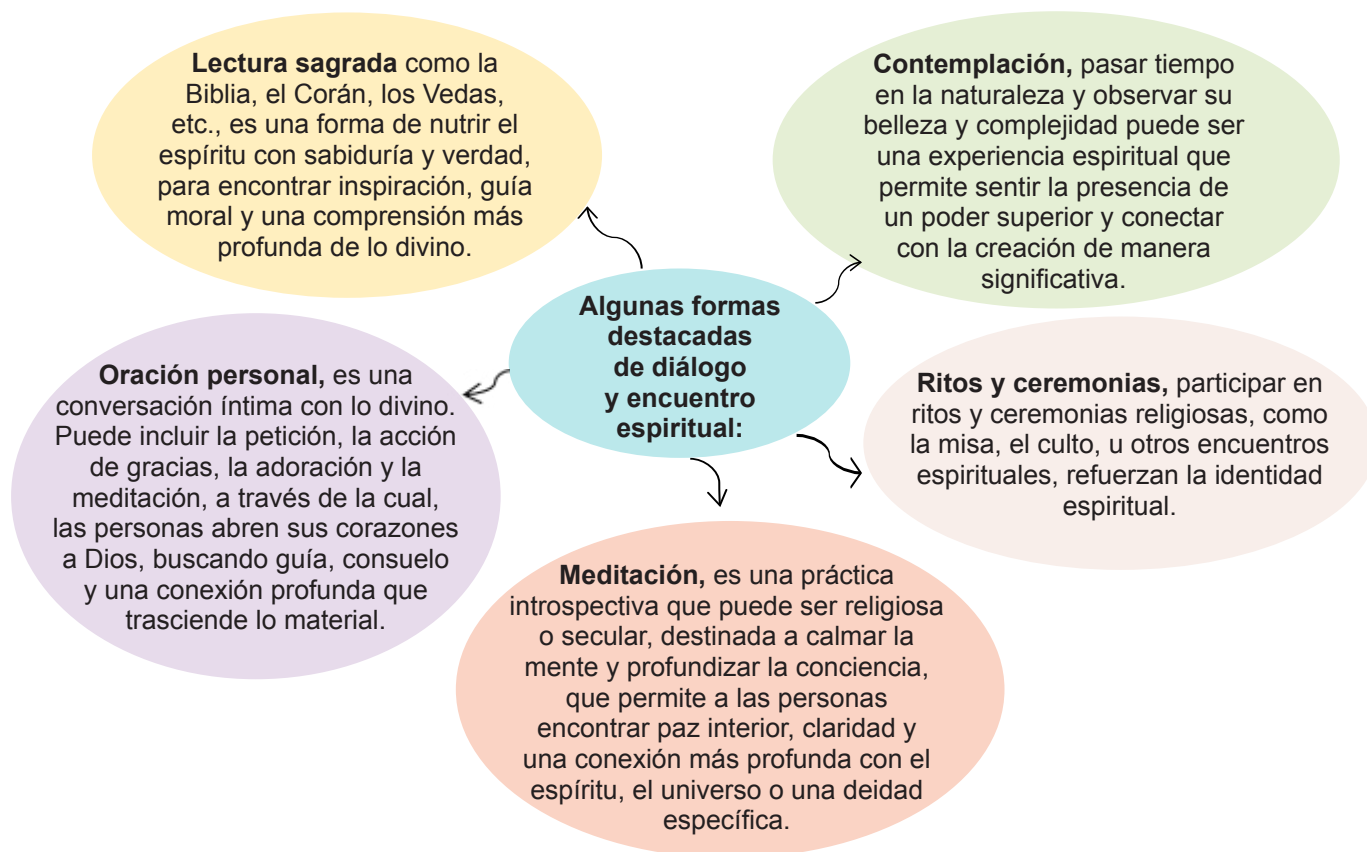 Lectura sagrada como la
Biblia, el Corán, los Vedas,
etc., es una forma de nutrir el
espíritu con sabiduría y verdad,
para encontrar inspiración, guía
moral y una comprensión más
profunda de lo divino.
Contemplación, pasar tiempo
en la naturaleza y observar su
belleza y complejidad puede ser
una experiencia espiritual que
permite sentir la presencia de
un poder superior y conectar
con la creación de manera
significativa.
Algunas formas
destacadas
de diálogo
y encuentro
espiritual:
Oración personal, es una
conversación íntima con lo divino.
Puede incluir la petición, la acción
de gracias, la adoración y la
meditación, a través de la cual,
las personas abren sus corazones
a Dios, buscando guía, consuelo
y una conexión profunda que
trasciende lo material.
Ritos y ceremonias, participar en
ritos y ceremonias religiosas, como
la misa, el culto, u otros encuentros
espirituales, refuerzan la identidad
espiritual.
Meditación, es una práctica
introspectiva que puede ser religiosa
o secular, destinada a calmar la
mente y profundizar la conciencia,
que permite a las personas
encontrar paz interior, claridad y
una conexión más profunda con el
espíritu, el universo o una deidad
específica.